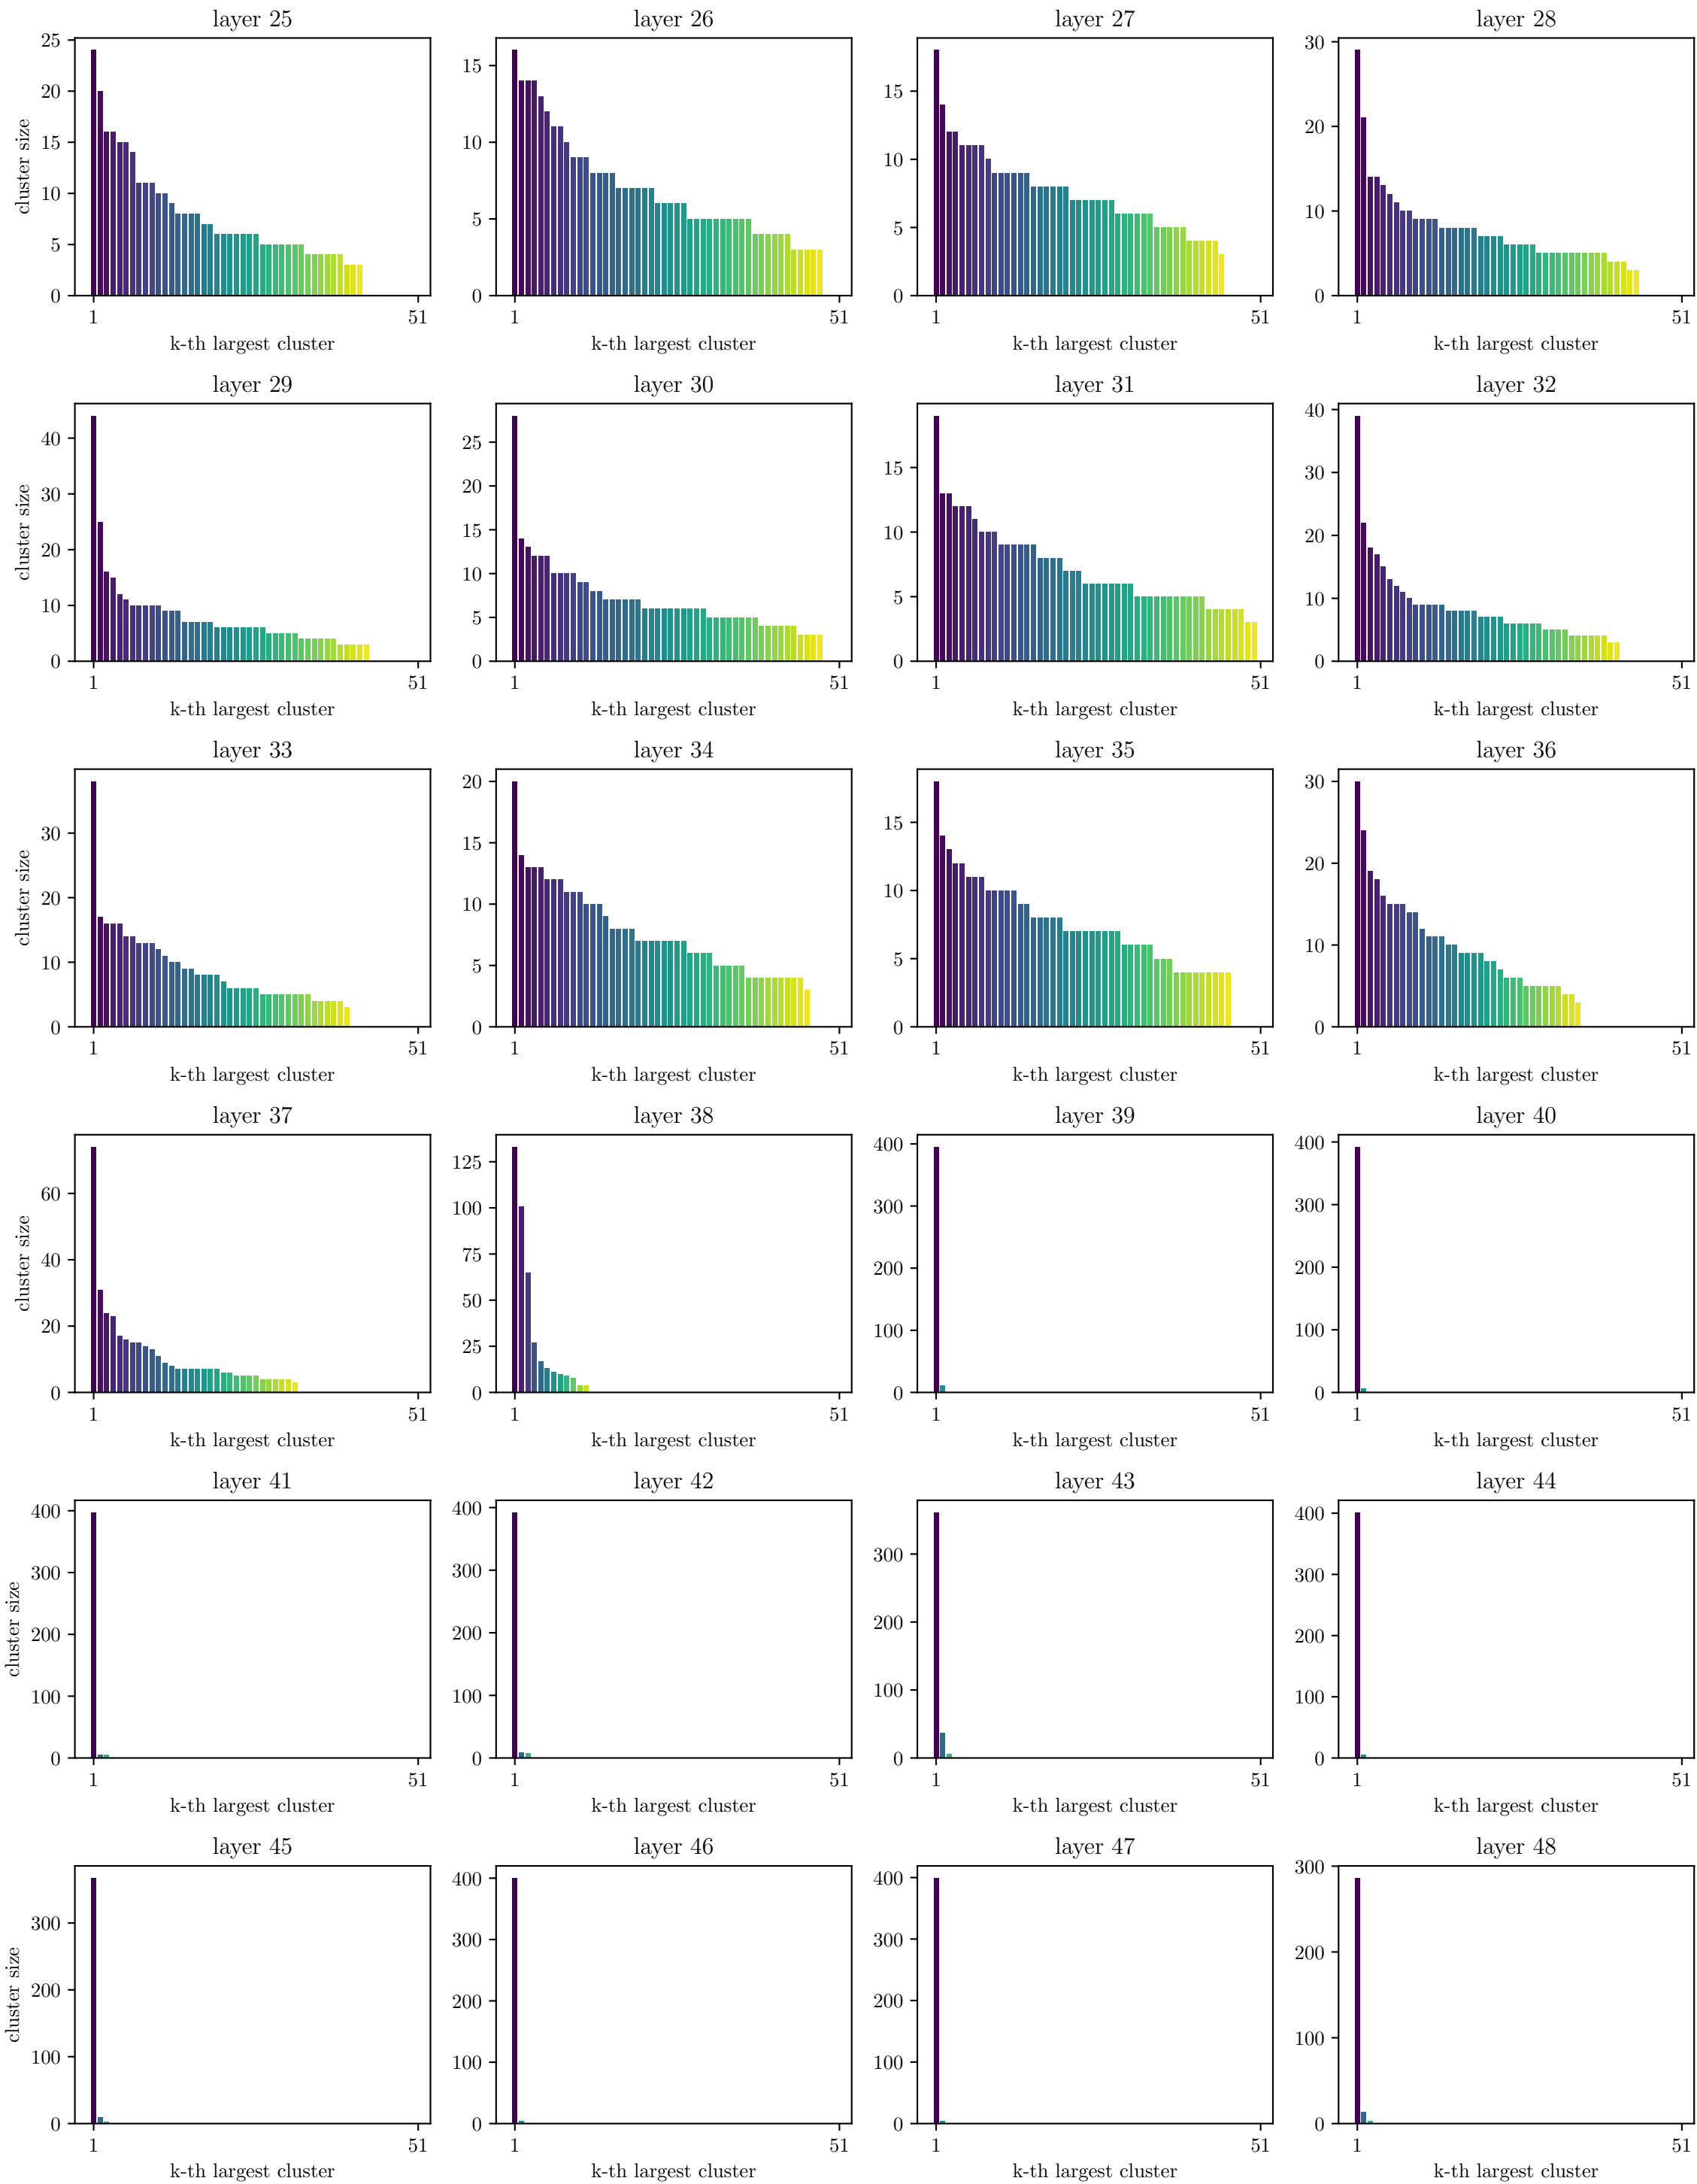 layer 25
layer 26
layer 27
layer 28
25
20
15
10
5
0
cluster size
1
51
k-th largest cluster
15
10
5
0
1
51
k-th largest cluster
15
10
5
0
1
51
k-th largest cluster
30
20
10
0
1
51
k-th largest cluster
layer 29
layer 30
layer 31
layer 32
40
30
20
10
0
cluster size
1
51
k-th largest cluster
25
20
15
10
5
0
1
51
k-th largest cluster
15
10
5
0
1
51
k-th largest cluster
40
30
20
10
0
1
51
k-th largest cluster
layer 33
layer 34
layer 35
layer 36
30
20
10
0
cluster size
1
51
k-th largest cluster
20
15
10
5
0
1
51
k-th largest cluster
15
10
5
0
1
51
k-th largest cluster
30
20
10
0
1
51
k-th largest cluster
layer 37
layer 38
layer 39
layer 40
60
40
20
0
cluster size
1
51
k-th largest cluster
125
100
75
50
25
0
1
51
k-th largest cluster
400
300
200
100
0
1
51
k-th largest cluster
400
300
200
100
0
1
51
k-th largest cluster
layer 41
layer 42
layer 43
layer 44
400
300
200
100
0
cluster size
1
51
k-th largest cluster
400
300
200
100
0
1
51
k-th largest cluster
300
200
100
0
1
51
k-th largest cluster
400
300
200
100
0
1
51
k-th largest cluster
layer 45
layer 46
layer 47
layer 48
300
200
100
0
cluster size
1
51
k-th largest cluster
400
300
200
100
0
1
51
k-th largest cluster
400
300
200
100
0
1
51
k-th largest cluster
300
200
100
0
1
51
k-th largest cluster